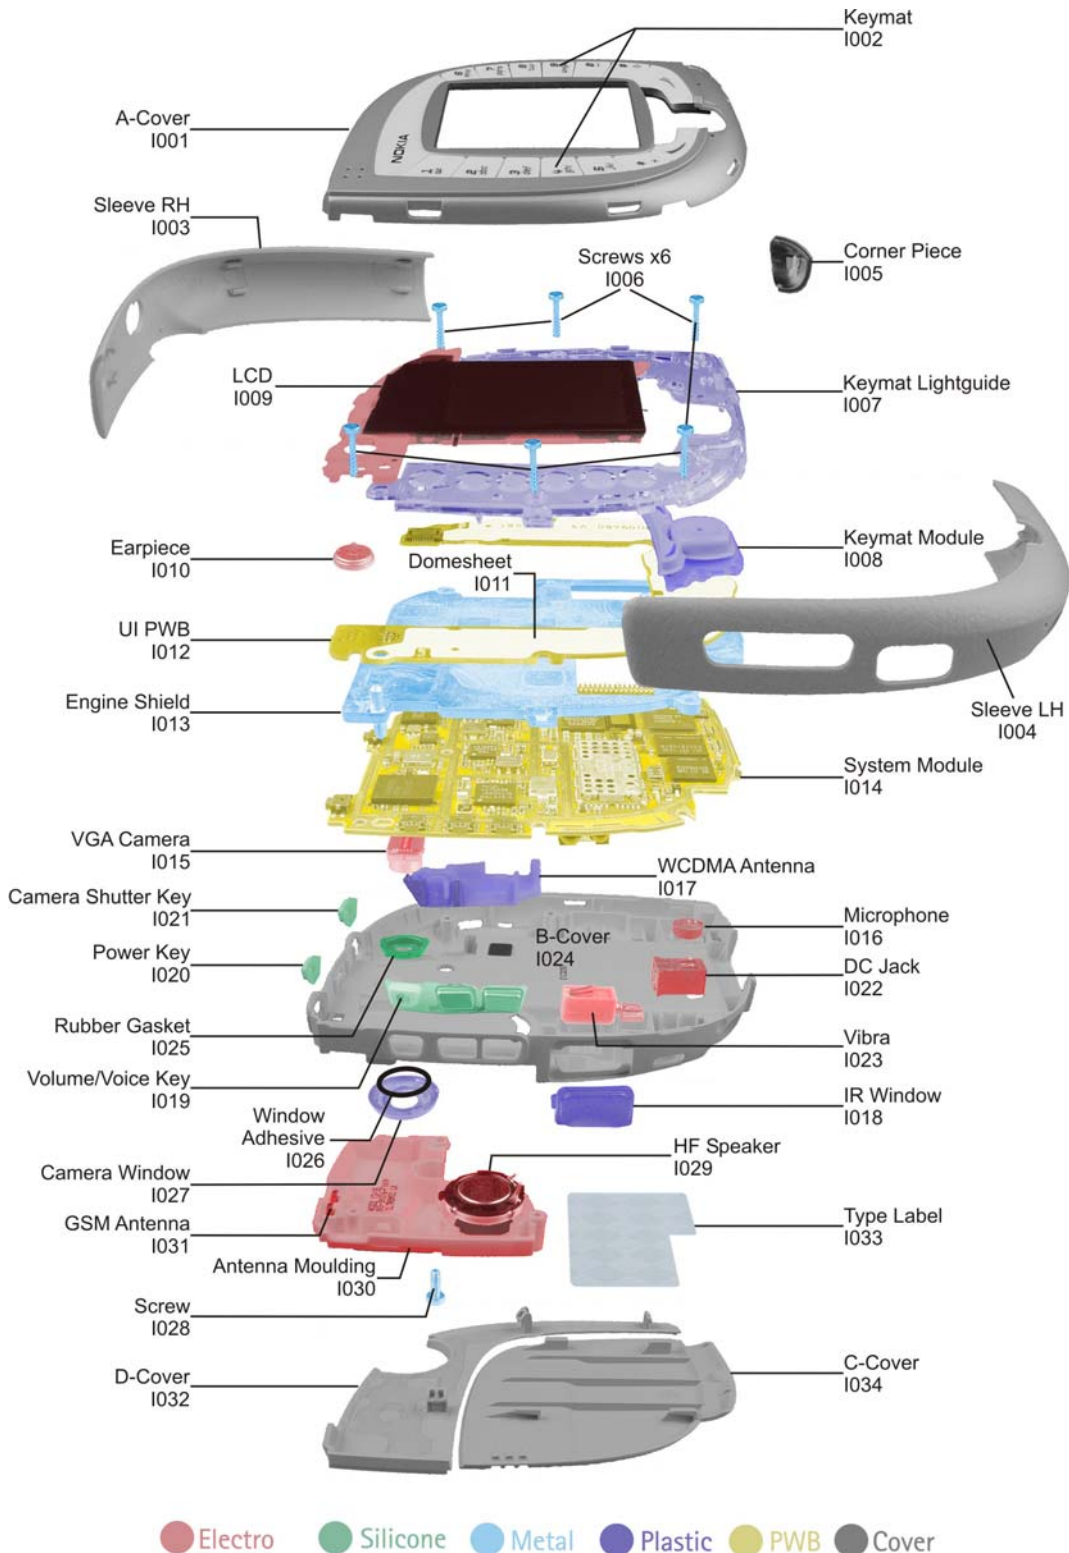 Keymat
I002
A-Cover
I001
NOKIA
Sleeve RH
I003
Screws x6
I006
Corner Piece
I005
LCD
I009
Keymat Lightguide
I007
Earpiece
I010
Domesheet
I011
Keymat Module
I008
UI PWB
I012
Engine Shield
I013
Sleeve LH
I004
System Module
I014
VGA Camera
I015
WCDMA Antenna
I017
Camera Shutter Key
I021
Microphone
I016
B-Cover
I024
Power Key
I020
DC Jack
I022
Rubber Gasket
I025
Vibra
I023
Volume/Voice Key
I019
IR Window
I018
Window
Adhesive
I026
HF Speaker
I029
Camera Window
I027
GSM Antenna
I031
Type Label
I033
Antenna Moulding
I030
Screw
I028
D-Cover
I032
C-Cover
I034
Electro Silicone Metal Plastic PWB Cover